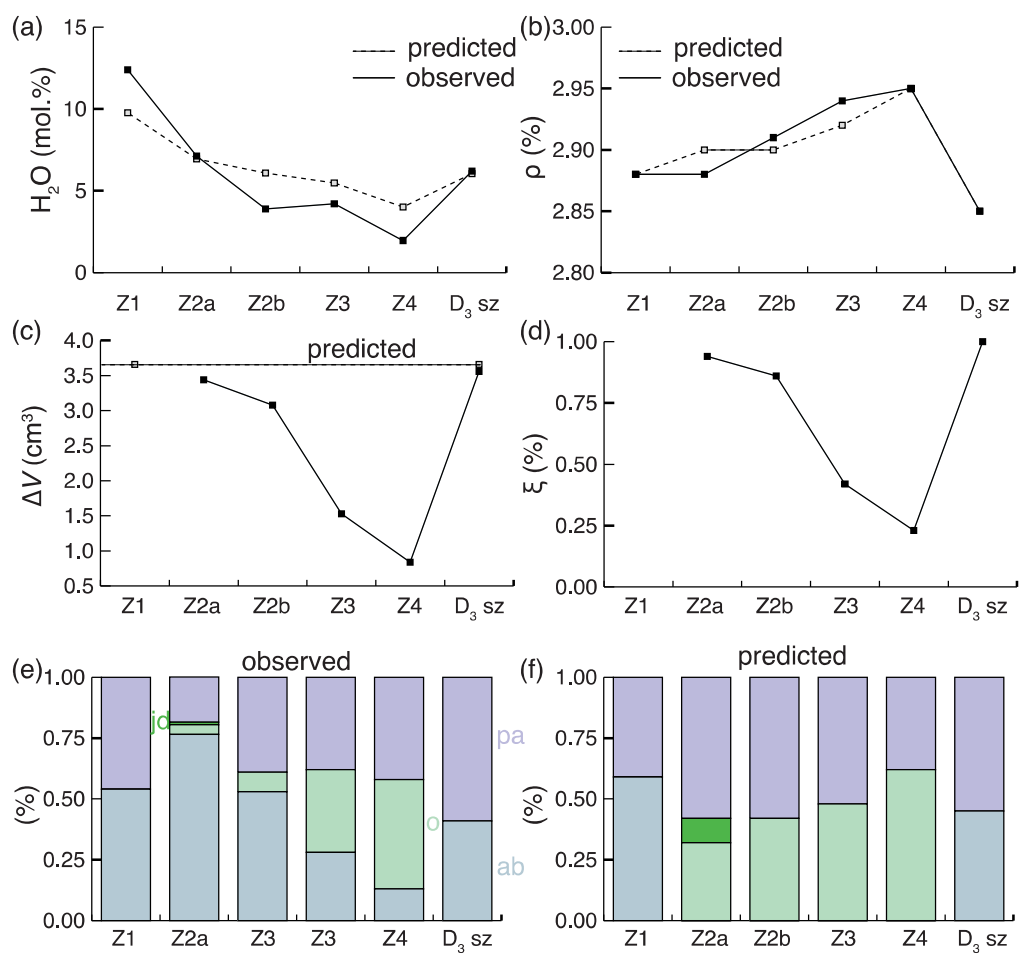 (a)
H₂O (mol.%)
15
10
5
0
predicted
observed
Z1 Z2a Z2b Z3 Z4 D₃ sz
(b)
ρ (%)
3.00
2.95
2.90
2.85
2.80
predicted
observed
Z1 Z2a Z2b Z3 Z4 D₃ sz
(c)
ΔV (cm³)
4.0
3.5
3.0
2.5
2.0
1.5
1.0
0.5
predicted
Z1 Z2a Z2b Z3 Z4 D₃ sz
(d)
ξ (%)
1.00
0.75
0.50
0.25
0.00
Z1 Z2a Z2b Z3 Z4 D₃ sz
(e)
observed
(%)
1.00
0.75
0.50
0.25
0.00
jd
pa
o
ab
Z1 Z2a Z3 Z3 Z4 D₃ sz
(f)
predicted
(%)
1.00
0.75
0.50
0.25
0.00
Z1 Z2a Z2b Z3 Z4 D₃ sz